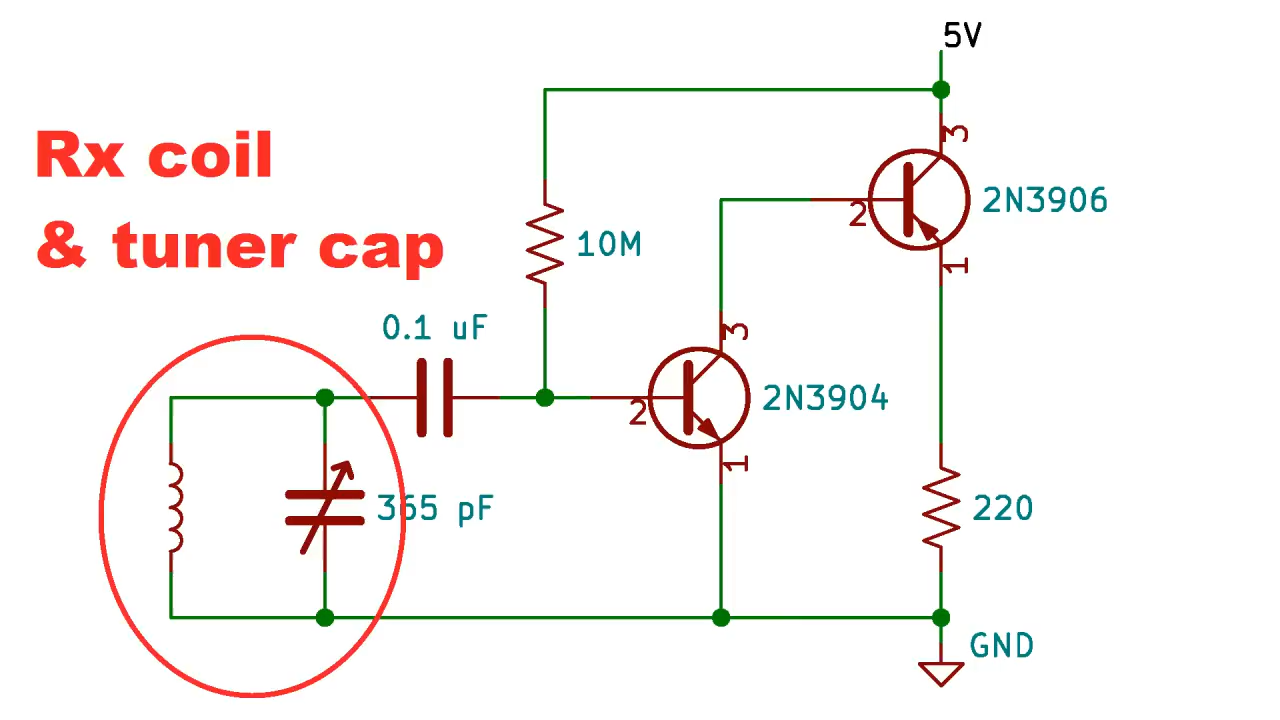 5V
3
Rx coil
2N3906
2
& tuner cap
10M
1
0.1 uF
3
2N3904
2
1
365 pF
220
GND